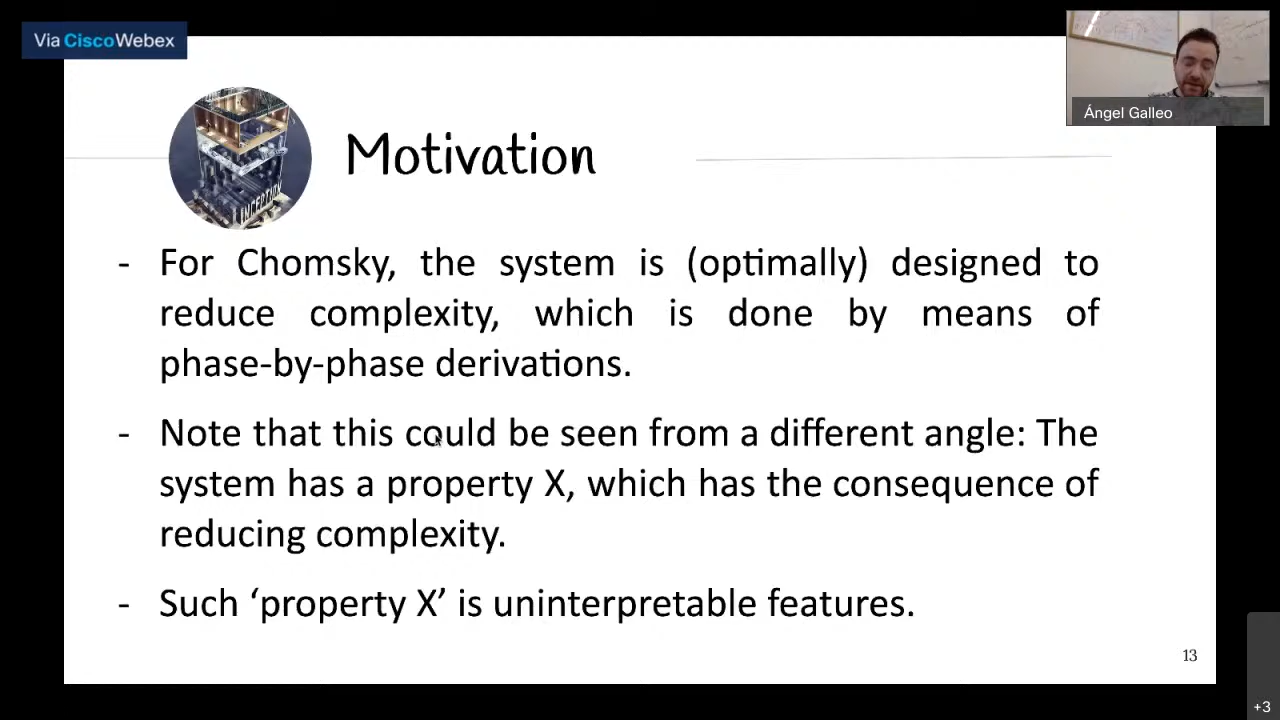 Via CiscoWebex
Ángel Galleo
INCEPTION
Motivation
- For Chomsky, the system is (optimally) designed to
reduce complexity, which is done by means of
phase-by-phase derivations.
- Note that this could be seen from a different angle: The
system has a property X, which has the consequence of
reducing complexity.
- Such ‘property X’ is uninterpretable features.
13
+3